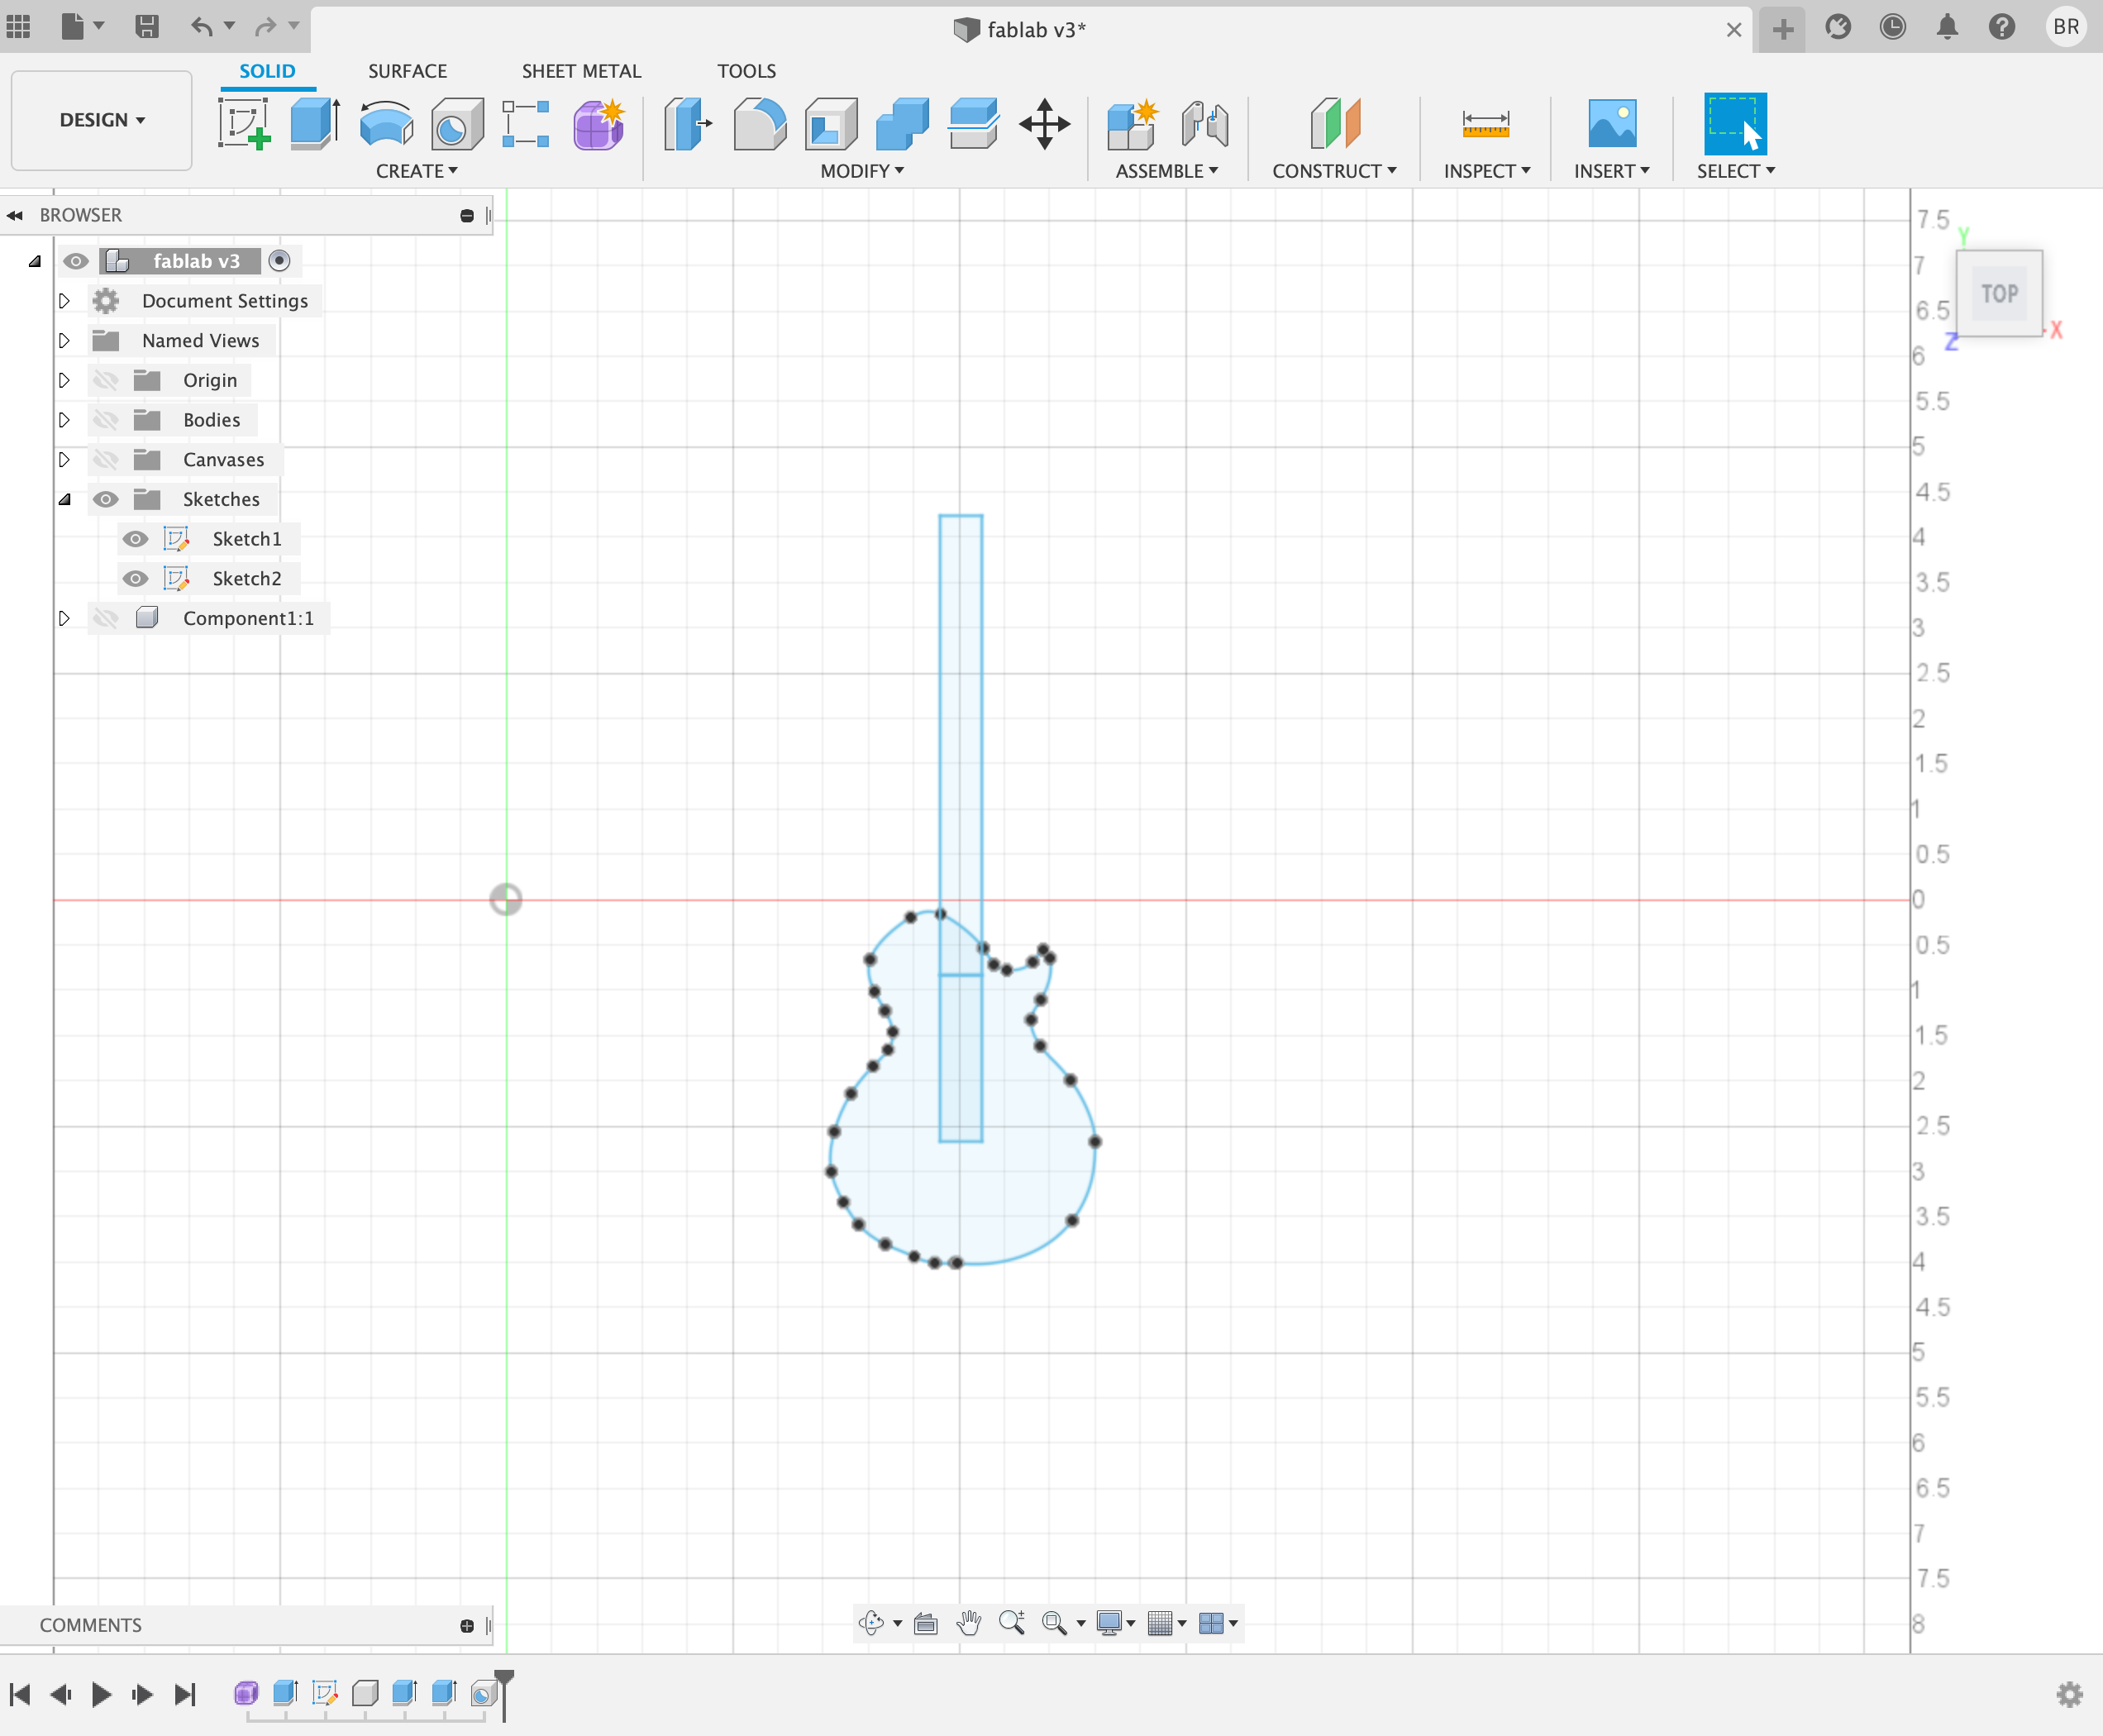 fablab v3*
BR
DESIGN
SOLID
SURFACE
SHEET METAL
TOOLS
CREATE
MODIFY
ASSEMBLE
CONSTRUCT
INSPECT
INSERT
SELECT
BROWSER
fablab v3
Document Settings
Named Views
Origin
Bodies
Canvases
Sketches
Sketch1
Sketch2
Component1:1
Y
TOP
X
Z
7.5
7
6.5
6
5.5
5
4.5
4
3.5
3
2.5
2
1.5
1
0.5
0
0.5
1
1.5
2
2.5
3
3.5
4
4.5
5
5.5
6
6.5
7
7.5
8
COMMENTS